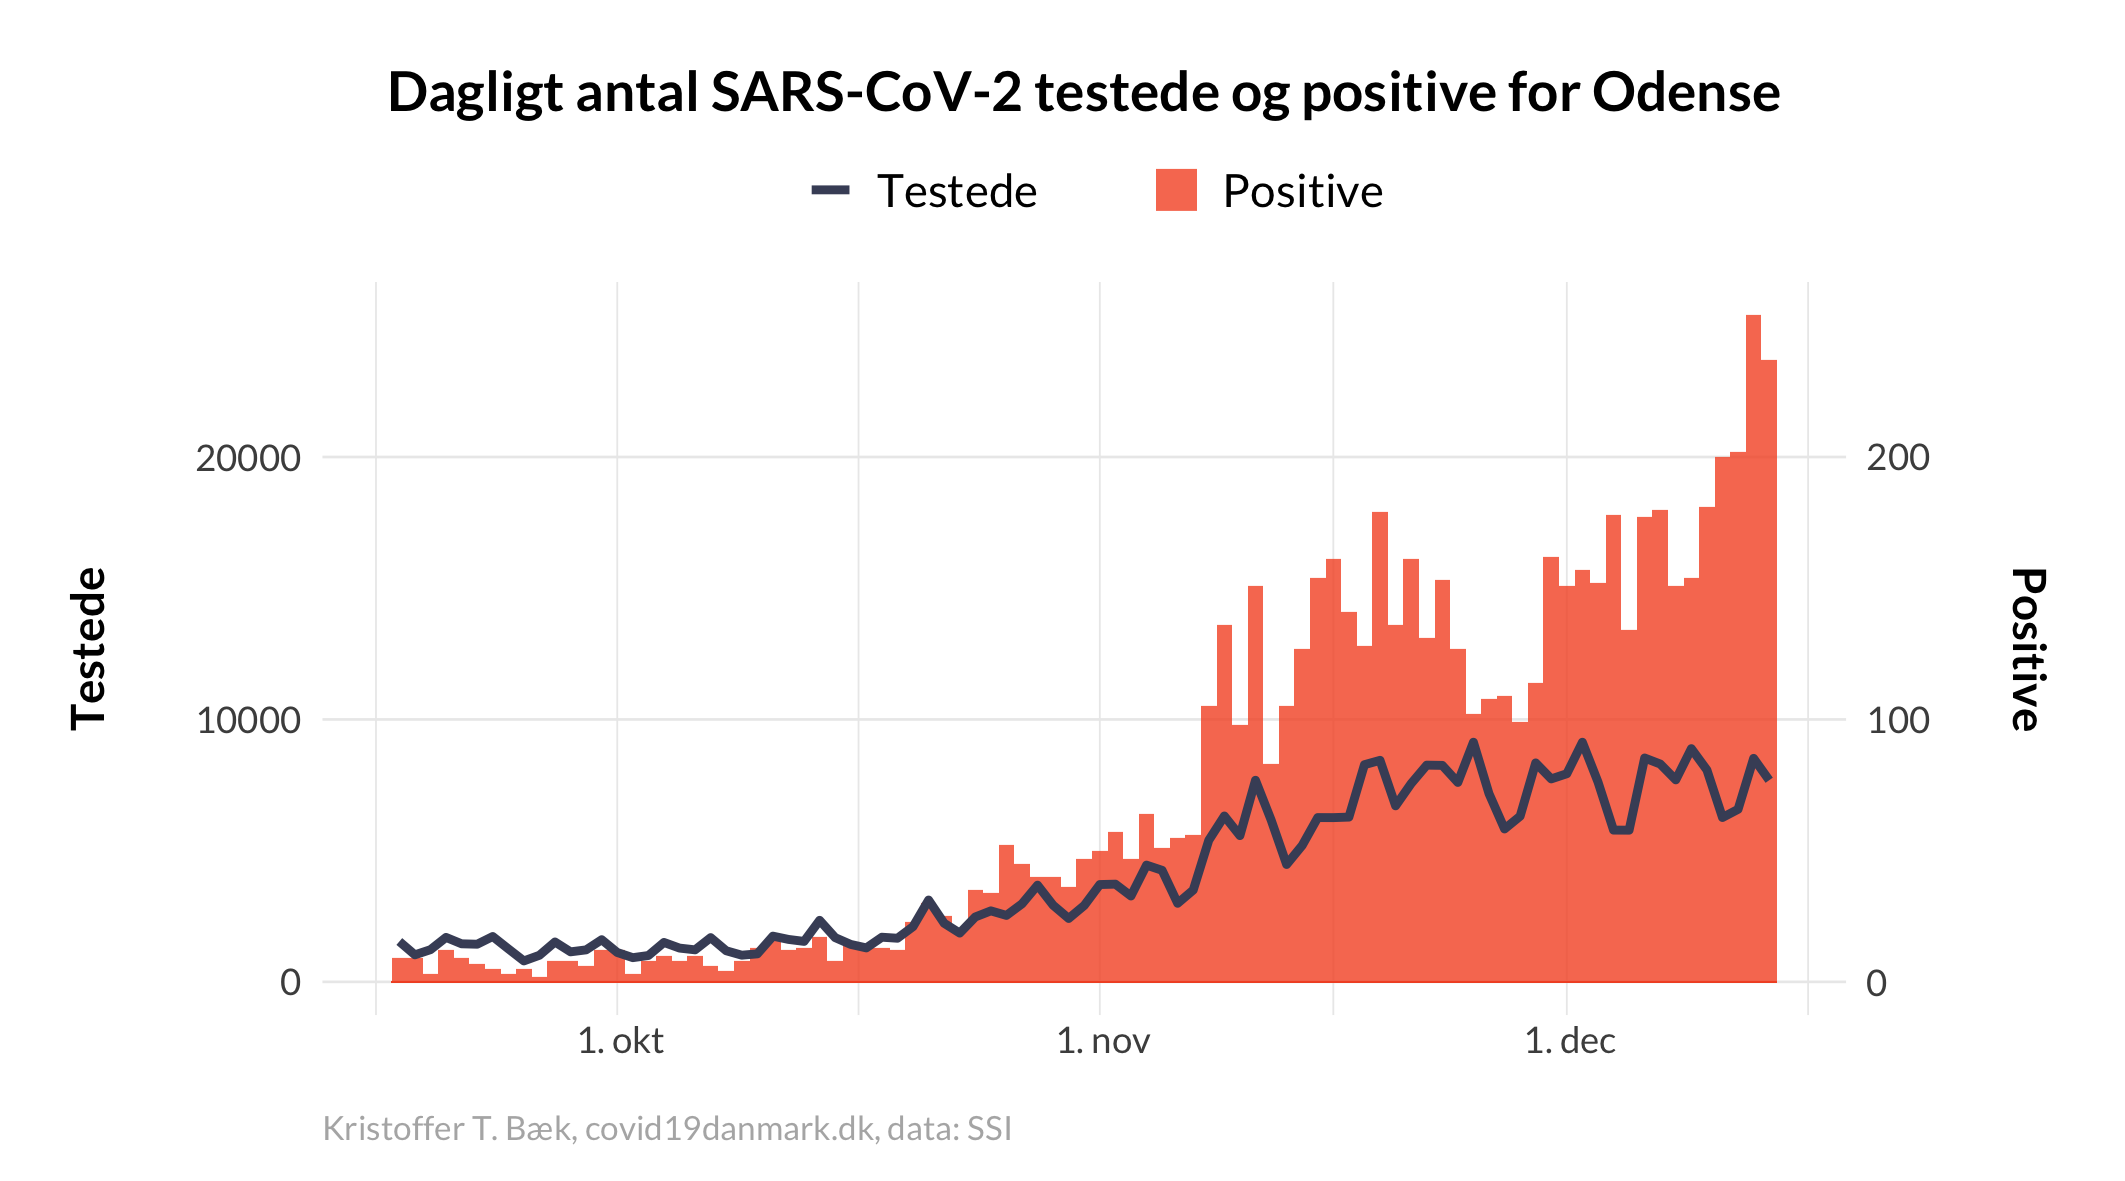 Dagligt antal SARS-CoV-2 testede og positive for Odense
Testede
Positive
Testede
20000
10000
0
200
100
0
Positive
1. okt
1. nov
1. dec
Kristoffer T. Bæk, covid19danmark.dk, data: SSI